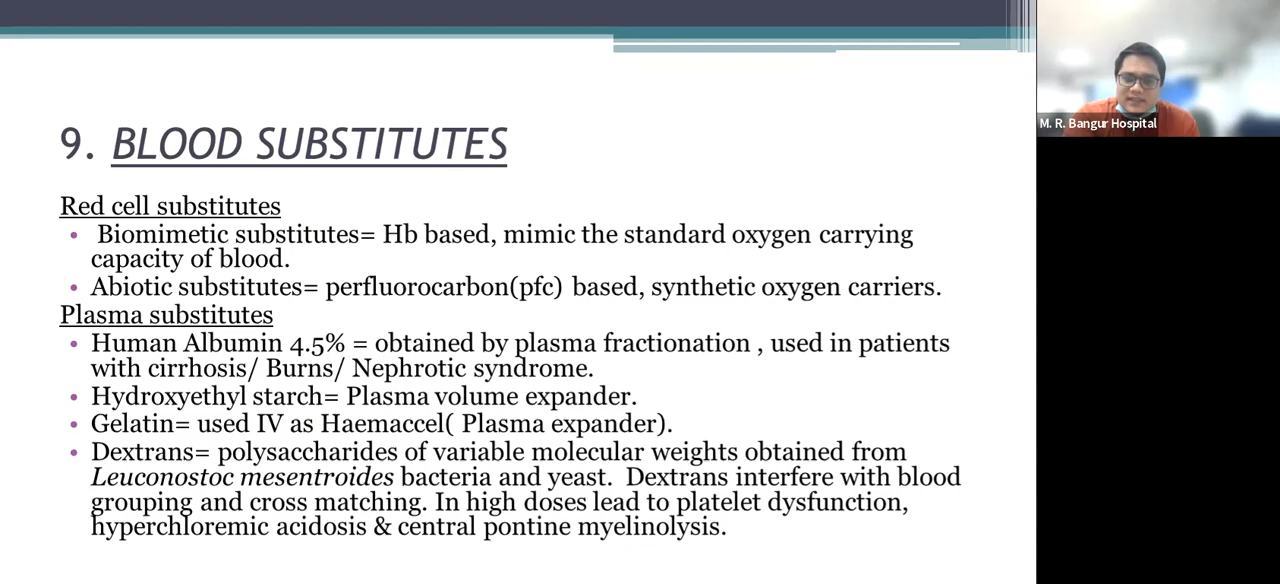 9. BLOOD SUBSTITUTES
M. R. Bangur Hospital
Red cell substitutes
• Biomimetic substitutes= Hb based, mimic the standard oxygen carrying
capacity of blood.
• Abiotic substitutes= perfluorocarbon(pfc) based, synthetic oxygen carriers.
Plasma substitutes
• Human Albumin 4.5% = obtained by plasma fractionation , used in patients
with cirrhosis/ Burns/ Nephrotic syndrome.
• Hydroxyethyl starch= Plasma volume expander.
• Gelatin= used IV as Haemaccel( Plasma expander).
• Dextrans= polysaccharides of variable molecular weights obtained from
Leuconostoc mesentroides bacteria and yeast. Dextrans interfere with blood
grouping and cross matching. In high doses lead to platelet dysfunction,
hyperchloremic acidosis & central pontine myelinolysis.